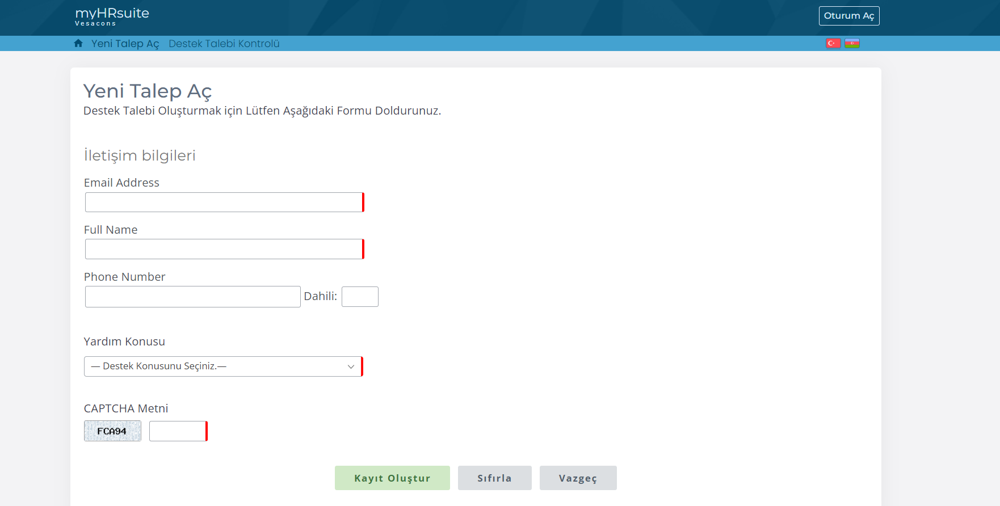 myHRsuite
Vesacons
Oturum Aç
Yeni Talep Aç Destek Talebi Kontrolü
Yeni Talep Aç
Destek Talebi Oluşturmak için Lütfen Aşağıdaki Formu Doldurunuz.
İletişim bilgileri
Email Address
Full Name
Phone Number
Dahili:
Yardım Konusu
— Destek Konusunu Seçiniz.—
CAPTCHA Metni
FCA94
Kayıt Oluştur Sıfırla Vazgeç